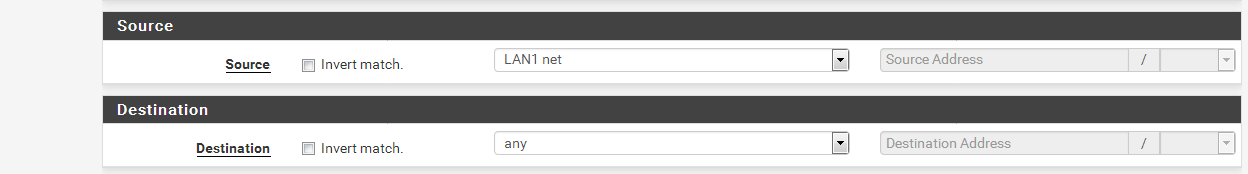 Source
Source Invert match. LAN1 net Source Address /
Destination
Destination Invert match. any Destination Address /